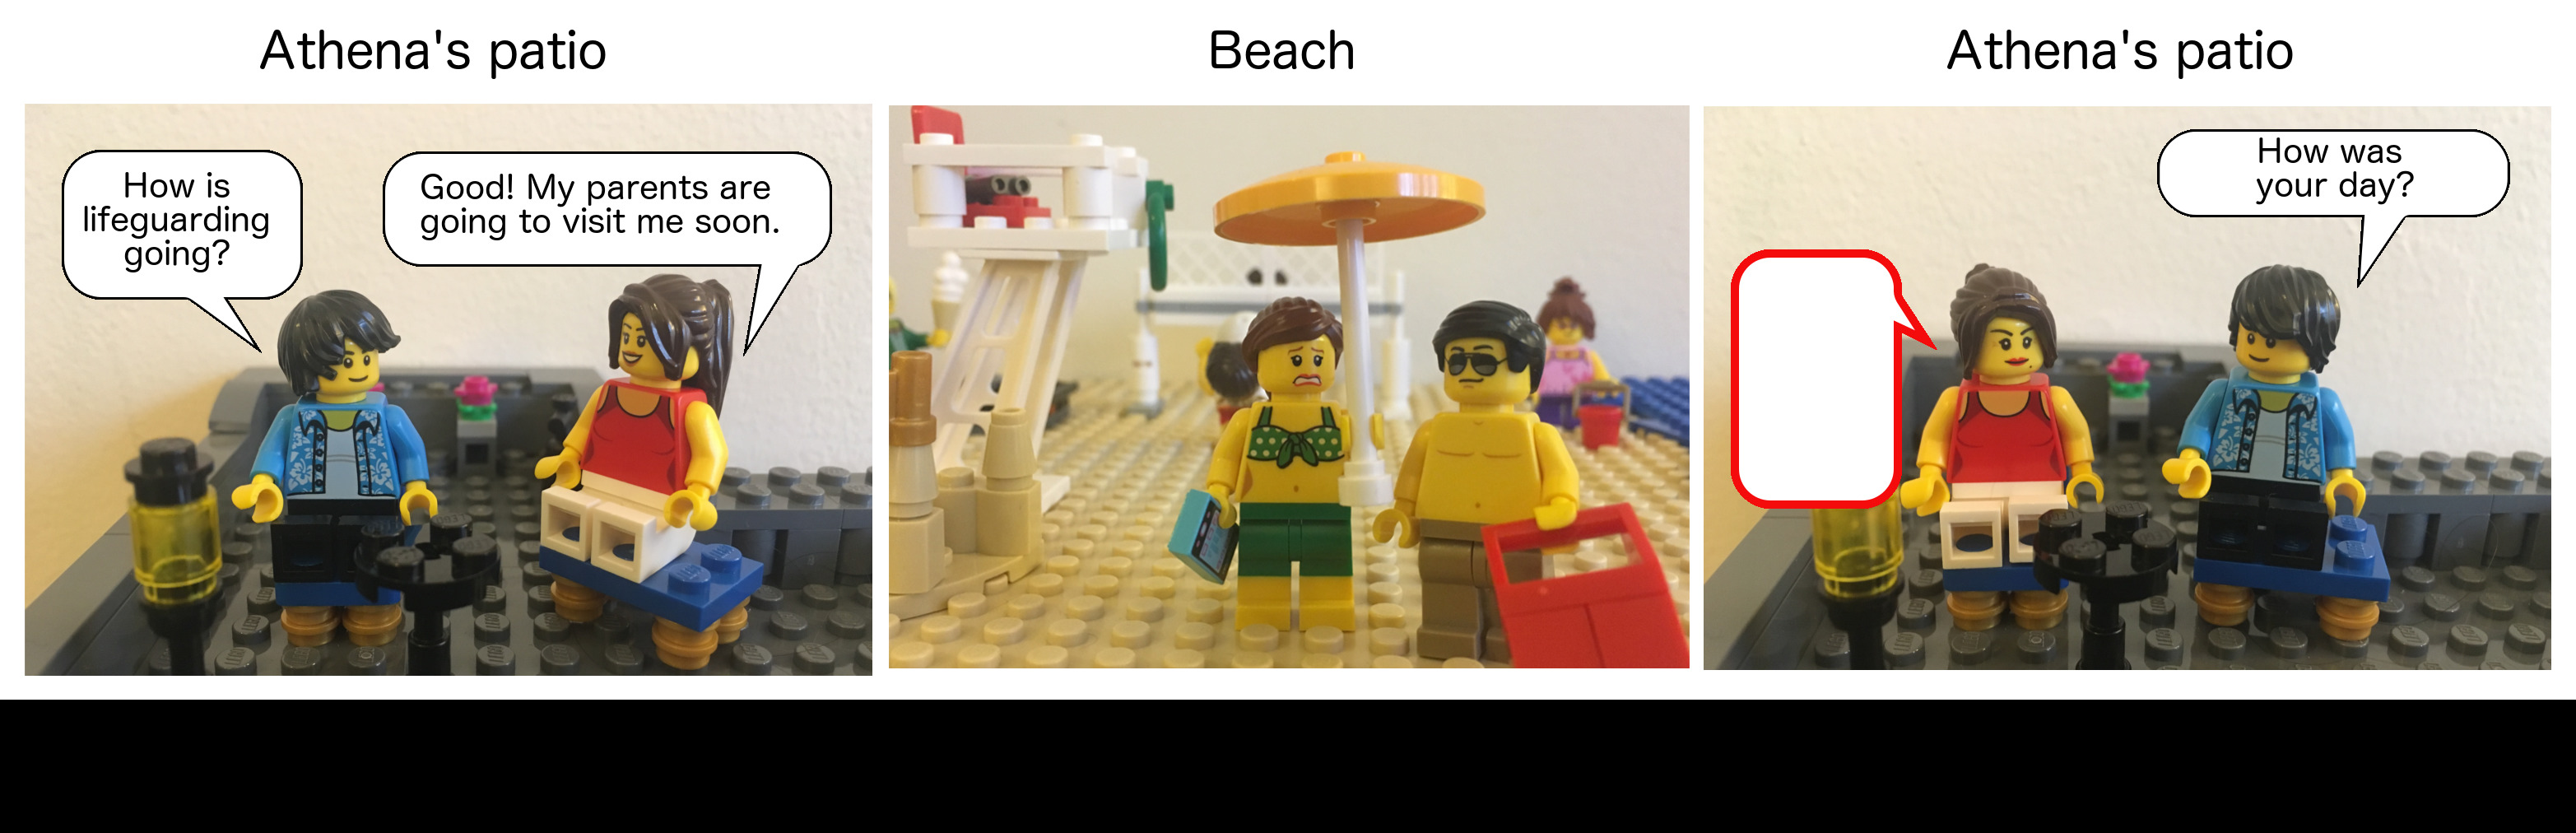 Athena's patio
Beach
Athena's patio
How is
lifeguarding
going?
Good! My parents are
going to visit me soon.
How was
your day?